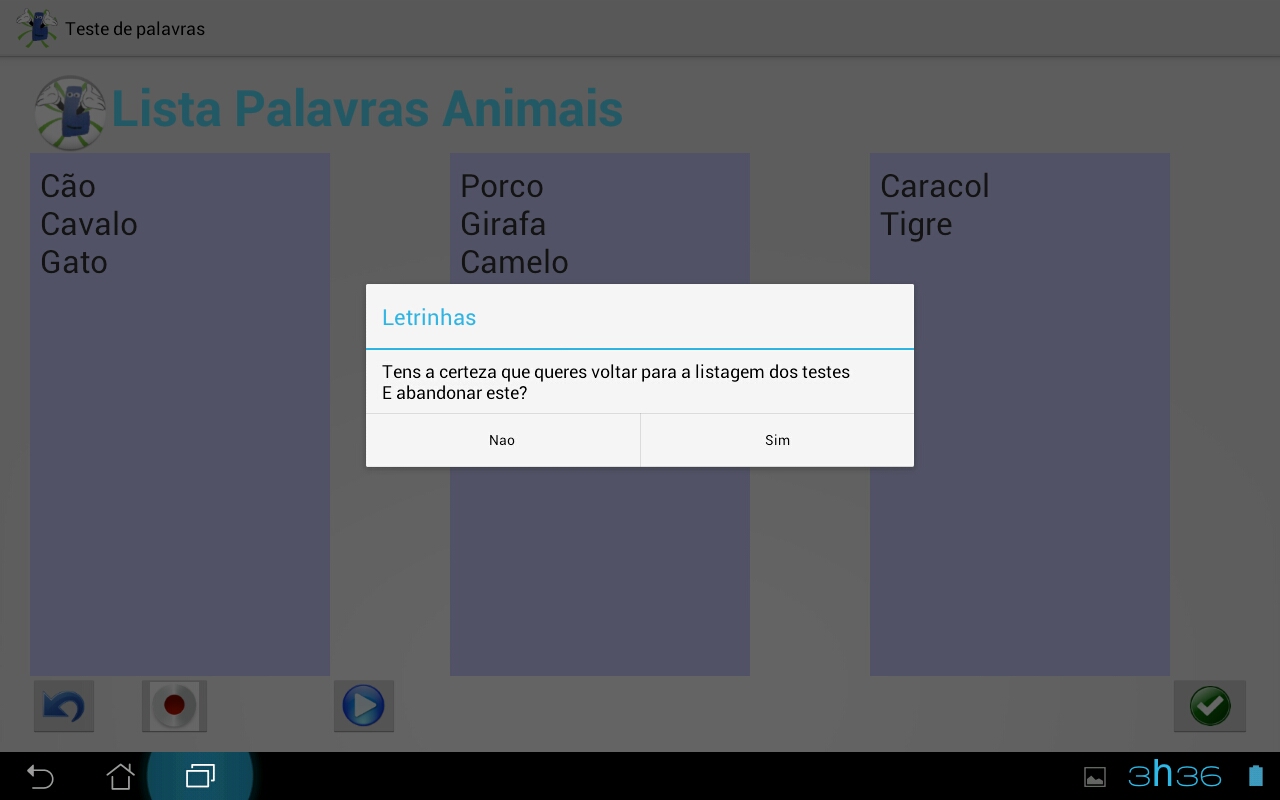 Teste de palavras
Lista Palavras Animais
Cão
Cavalo
Gato
Porco
Girafa
Camelo
Caracol
Tigre
Letrinhas
Tens a certeza que queres voltar para a listagem dos testes
E abandonar este?
Nao
Sim
3h36